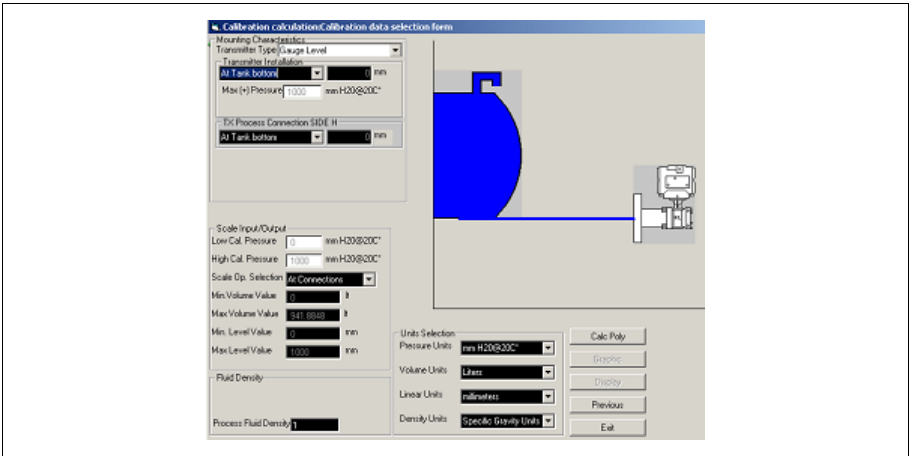 Calibration calculation:Calibration data selection form
Mounting Characteristics
Transmitter Type Gauge Level
Transmitter Installation
At Tank bottom 0 mm
Max (+) Pressure 1000 mm H20@20C°
TX Process Connection SIDE H
At Tank bottom 0 mm
Scale Input/Output
Low Cal. Pressure 0 mm H20@20C°
High Cal. Pressure 1000 mm H20@20C°
Scale Op. Selection At Connections
Min.Volume Value 0 lt
Max Volume Value 941.8848 lt
Min. Level Value 0 mm
Max Level Value 1000 mm
Fluid Density
Process Fluid Density 1
Units Selection
Pressure Units mm H20@20C°
Volume Units Liters
Linear Units millimeters
Density Units Specific Gravity Units
Calc Poly
Graphic
Display
Previous
Exit